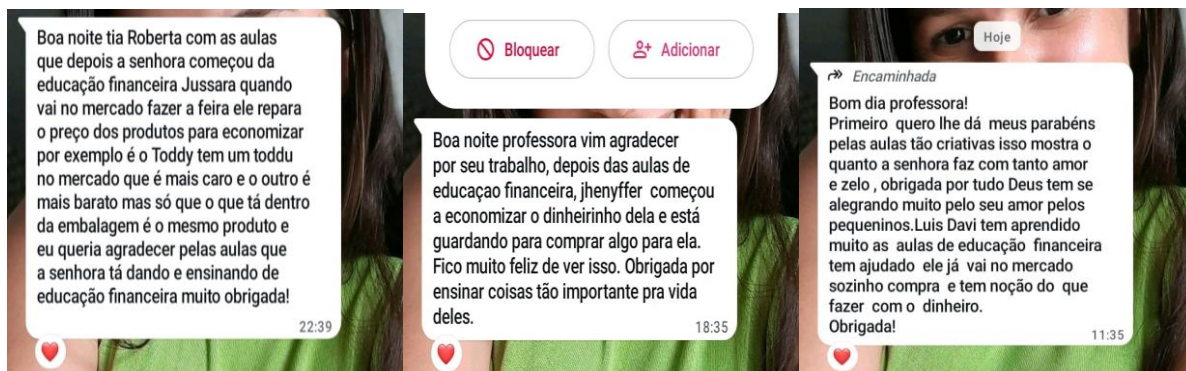 Boa noite tia Roberta com as aulas
que depois a senhora começou da
educação financeira Jussara quando
vai no mercado fazer a feira ele repara
o preço dos produtos para economizar
por exemplo é o Toddy tem um toddu
no mercado que é mais caro e o outro é
mais barato mas só que o que tá dentro
da embalagem é o mesmo produto e
eu queria agradecer pelas aulas que
a senhora tá dando e ensinando de
educação financeira muito obrigada!
22:39
Bloquear
Adicionar
Boa noite professora vim agradecer
por seu trabalho, depois das aulas de
educaçao financeira, jhenyffer começou
a economizar o dinheirinho dela e está
guardando para comprar algo para ela.
Fico muito feliz de ver isso. Obrigada por
ensinar coisas tão importante pra vida
deles.
18:35
Hoje
Encaminhada
Bom dia professora!
Primeiro quero lhe dá meus parabéns
pelas aulas tão criativas isso mostra o
quanto a senhora faz com tanto amor
e zelo , obrigada por tudo Deus tem se
alegrando muito pelo seu amor pelos
pequeninos.Luis Davi tem aprendido
muito as aulas de educação financeira
tem ajudado ele já vai no mercado
sozinho compra e tem noção do que
fazer com o dinheiro.
Obrigada!
11:35